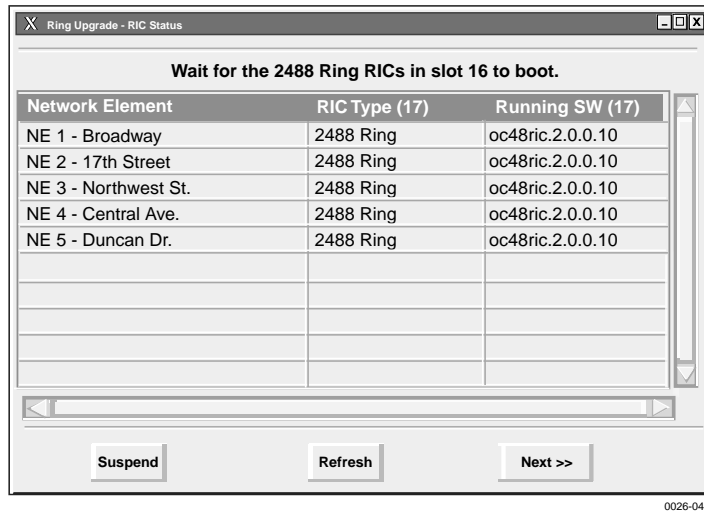 X Ring Upgrade - RIC Status
Wait for the 2488 Ring RICs in slot 16 to boot.
Network Element RIC Type (17) Running SW (17)
NE 1 - Broadway 2488 Ring oc48ric.2.0.0.10
NE 2 - 17th Street 2488 Ring oc48ric.2.0.0.10
NE 3 - Northwest St. 2488 Ring oc48ric.2.0.0.10
NE 4 - Central Ave. 2488 Ring oc48ric.2.0.0.10
NE 5 - Duncan Dr. 2488 Ring oc48ric.2.0.0.10
Suspend Refresh Next >>
0026-04